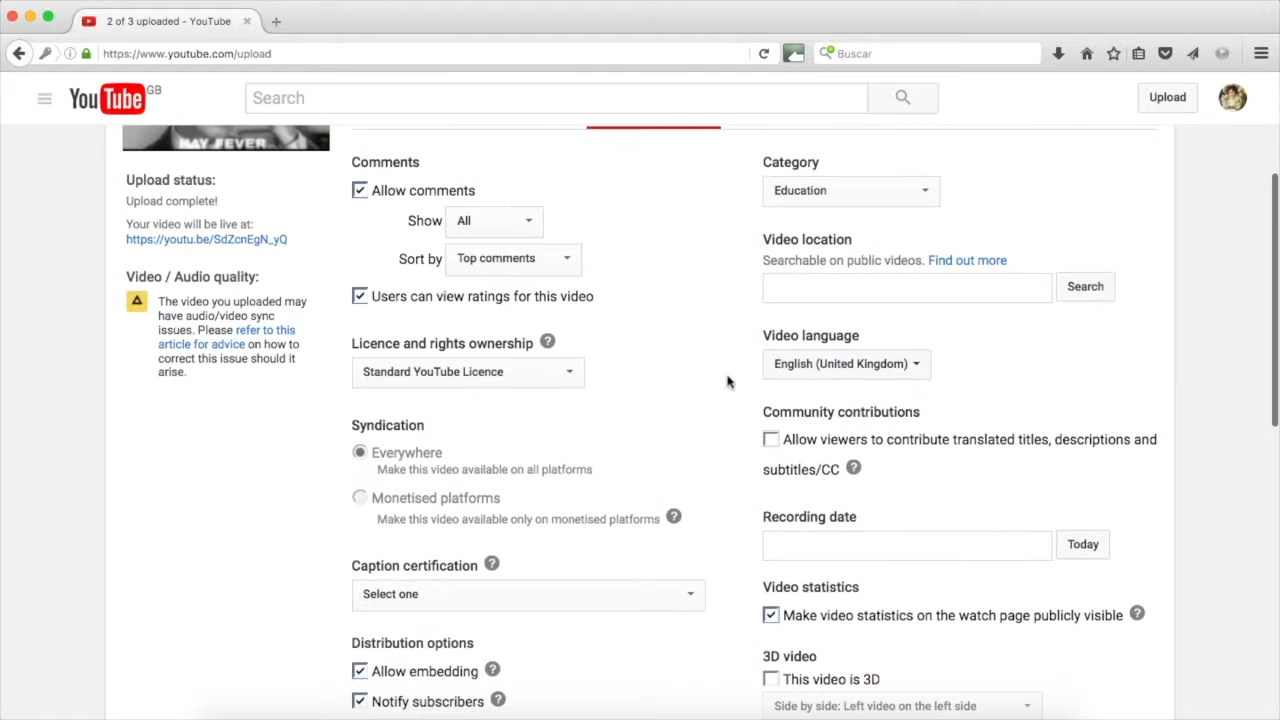 2 of 3 uploaded - YouTube
https://www.youtube.com/upload
Buscar
YouTube GB
Search
Upload
HAY FEVER
Upload status:
Upload complete!
Your video will be live at:
https://youtu.be/SdZcnEgN_yQ
Video / Audio quality:
The video you uploaded may
have audio/video sync
issues. Please refer to this
article for advice on how to
correct this issue should it
arise.
Comments
Allow comments
Show All
Sort by Top comments
Users can view ratings for this video
Licence and rights ownership ?
Standard YouTube Licence
Syndication
Everywhere
Make this video available on all platforms
Monetised platforms
Make this video available only on monetised platforms ?
Caption certification ?
Select one
Distribution options
Allow embedding ?
Notify subscribers ?
Category
Education
Video location
Searchable on public videos. Find out more
Search
Video language
English (United Kingdom)
Community contributions
Allow viewers to contribute translated titles, descriptions and
subtitles/CC ?
Recording date
Today
Video statistics
Make video statistics on the watch page publicly visible ?
3D video
This video is 3D
Side by side: Left video on the left side